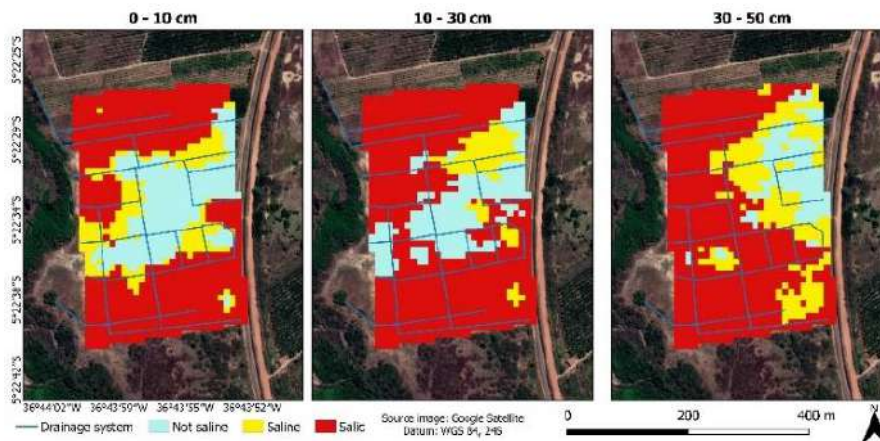 0 - 10 cm
10 - 30 cm
30 - 50 cm
5°22'25"S
5°22'29"S
5°22'34"S
5°22'38"S
5°22'42"S
36°44'02"W 36°43'59"W 36°43'55"W 36°43'52"W
Drainage system Not saline Saline Salic
Source image: Google Satellite
Datum: WGS 84, 24S
0 200 400 m
N